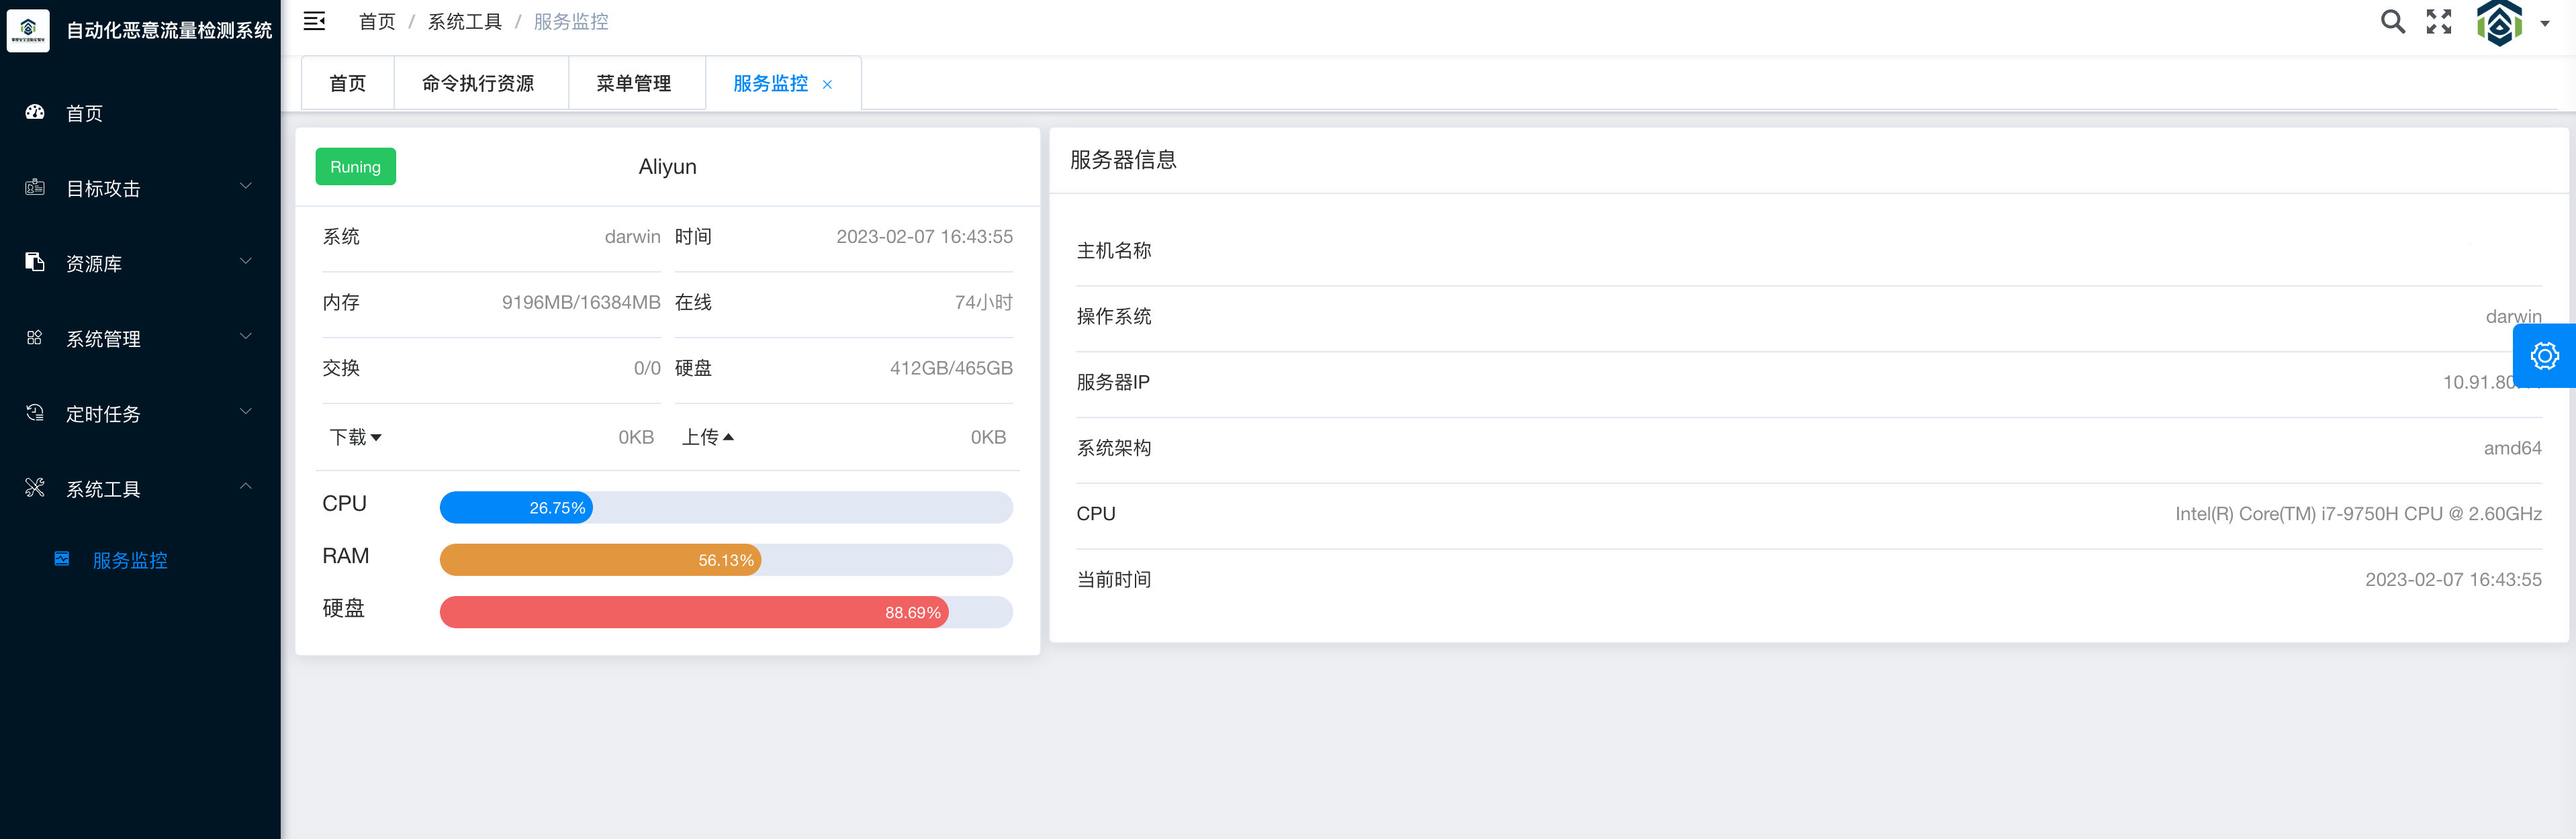 自动化恶意流量检测系统
首页
目标攻击
资源库
系统管理
定时任务
系统工具
服务监控
首页 / 系统工具 / 服务监控
首页 命令执行资源 菜单管理 服务监控 ×
Runing Aliyun
系统 darwin 时间 2023-02-07 16:43:55
内存 9196MB/16384MB 在线 74小时
交换 0/0 硬盘 412GB/465GB
下载 0KB 上传 0KB
CPU 26.75%
RAM 56.13%
硬盘 88.69%
服务器信息
主机名称
操作系统 darwin
服务器IP 10.91.80
系统架构 amd64
CPU Intel(R) Core(TM) i7-9750H CPU @ 2.60GHz
当前时间 2023-02-07 16:43:55